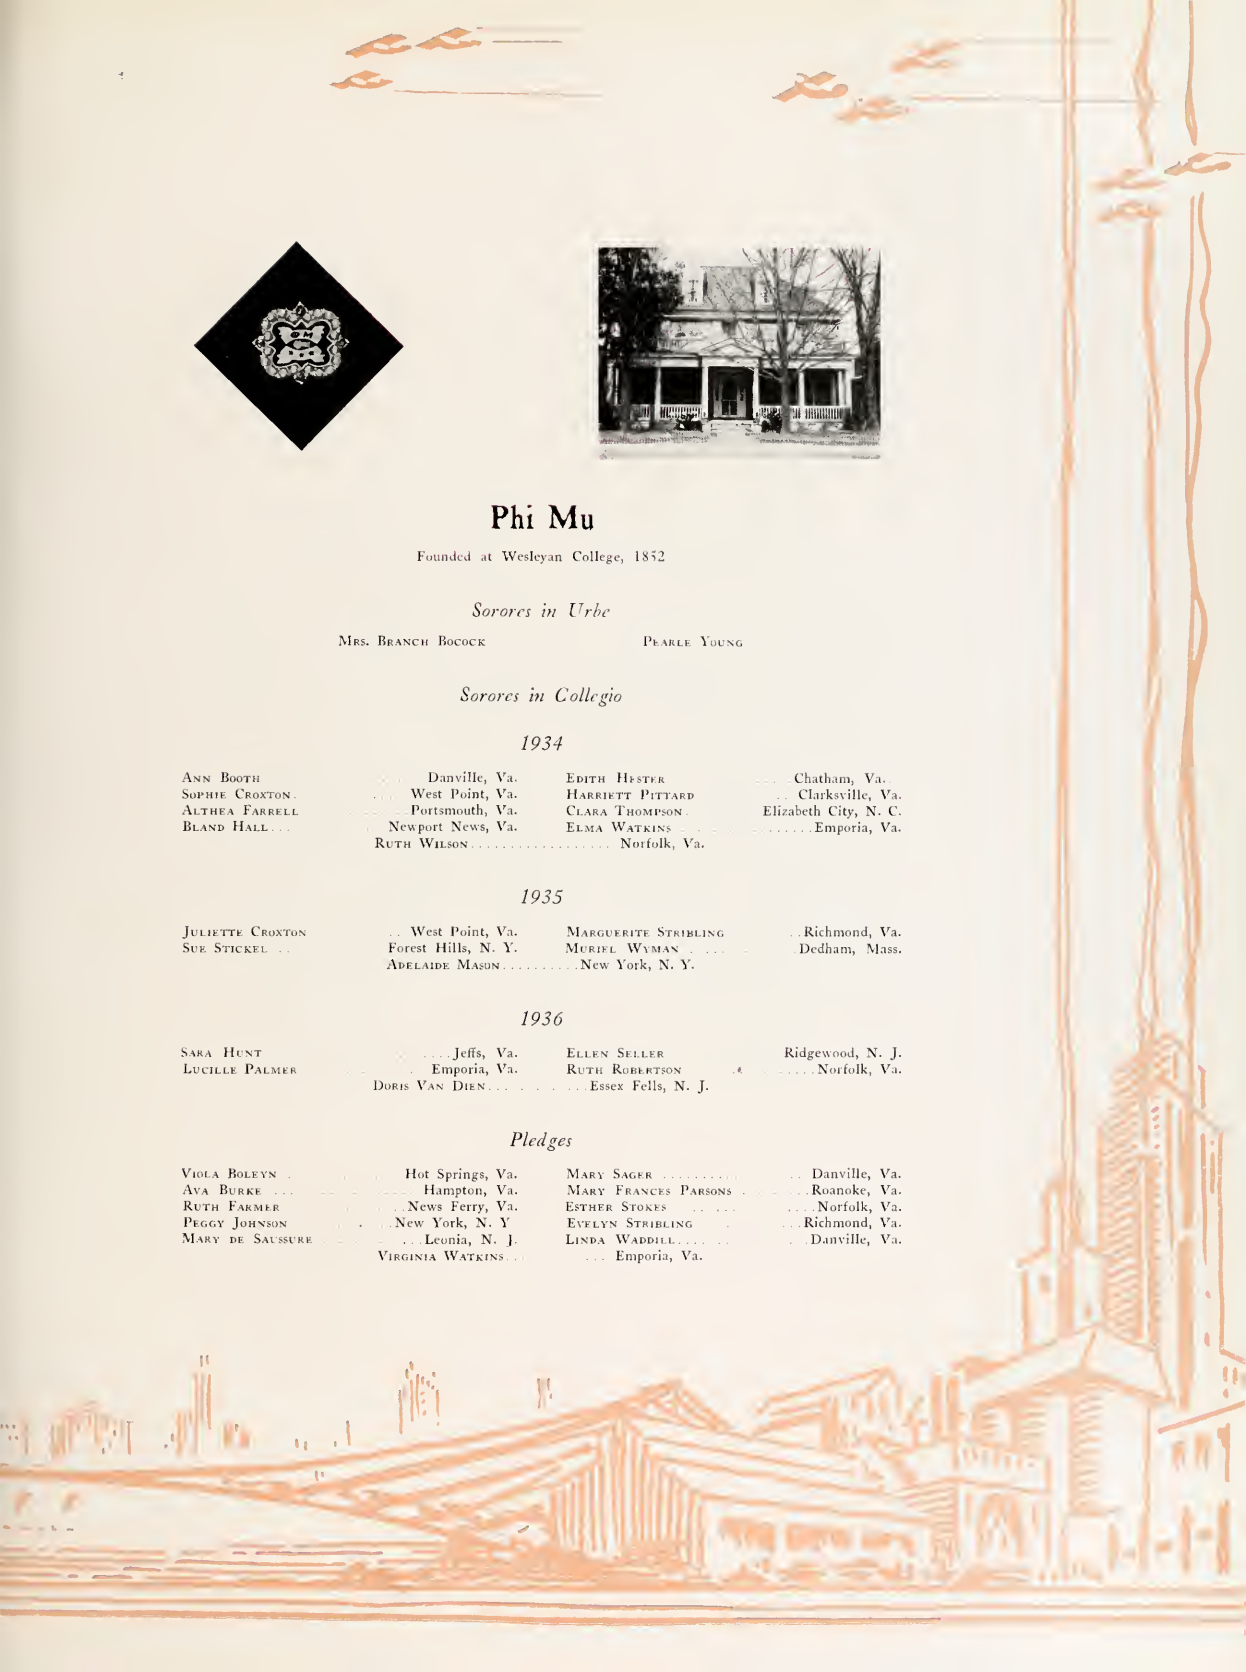 Phi Mu
Founded at Wesleyan College, 1852
Sorores in Urbe
Mrs. Branch Bocock Pearle Young
Sorores in Collegio
1934
Ann Booth . Danville, Va. Edith Hester . . . . Chatham, Va.
Sophie Croxton . . . . West Point, Va. Harriett Pittard . . Clarksville, Va.
Althea Farrell . . . . Portsmouth, Va. Clara Thompson . Elizabeth City, N. C.
Bland Hall . . . Newport News, Va. Elma Watkins . . . . . . . . Emporia, Va.
Ruth Wilson . . . . . . . . . . . . . . . . . . Norfolk, Va.
1935
Juliette Croxton . . West Point, Va. Marguerite Stribling . . Richmond, Va.
Sue Stickel . . Forest Hills, N. Y. Muriel Wyman . . . . . Dedham, Mass.
Adelaide Mason . . . . . . . . . . New York, N. Y.
1936
Sara Hunt . . . . Jeffs, Va. Ellen Seller Ridgewood, N. J.
Lucille Palmer . Emporia, Va. Ruth Robertson . . . . . . Norfolk, Va.
Doris Van Dien . . . . . . . . . Essex Fells, N. J.
Pledges
Viola Boleyn . Hot Springs, Va. Mary Sager . . . . . . . . . . Danville, Va.
Ava Burke . . . Hampton, Va. Mary Frances Parsons . . . . Roanoke, Va.
Ruth Farmer . . News Ferry, Va. Esther Stokes . . . . . . . . . Norfolk, Va.
Peggy Johnson . . New York, N. Y Evelyn Stribling . . . Richmond, Va.
Mary de Saussure . . . Leonia, N. J. Linda Waddill . . . . . . . . Danville, Va.
Virginia Watkins . . . . . Emporia, Va.